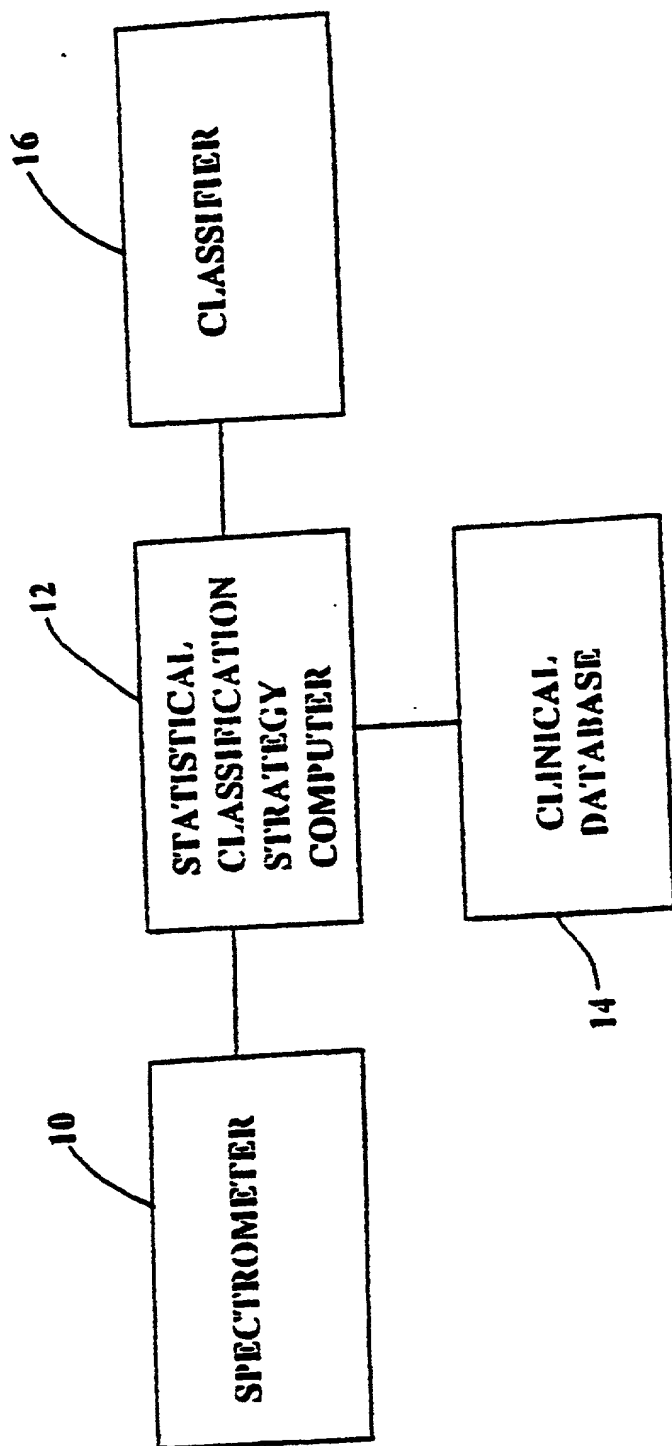 10
SPECTROMETER
12
STATISTICAL
CLASSIFICATION
STRATEGY
COMPUTER
16
CLASSIFIER
14
CLINICAL
DATABASE